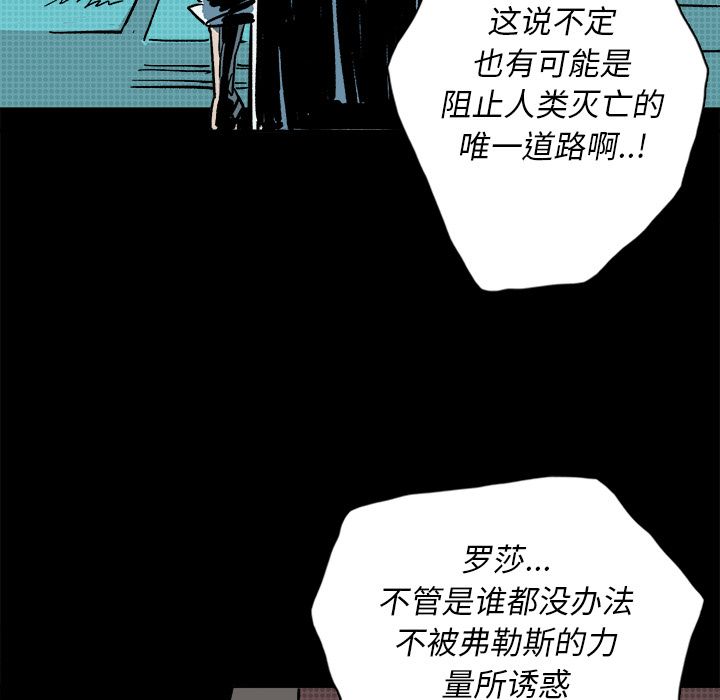 这说不定
也有可能是
阻止人类灭亡的
唯一道路啊..!
罗莎...
不管是谁都没办法
不被弗勒斯的力
量所诱惑